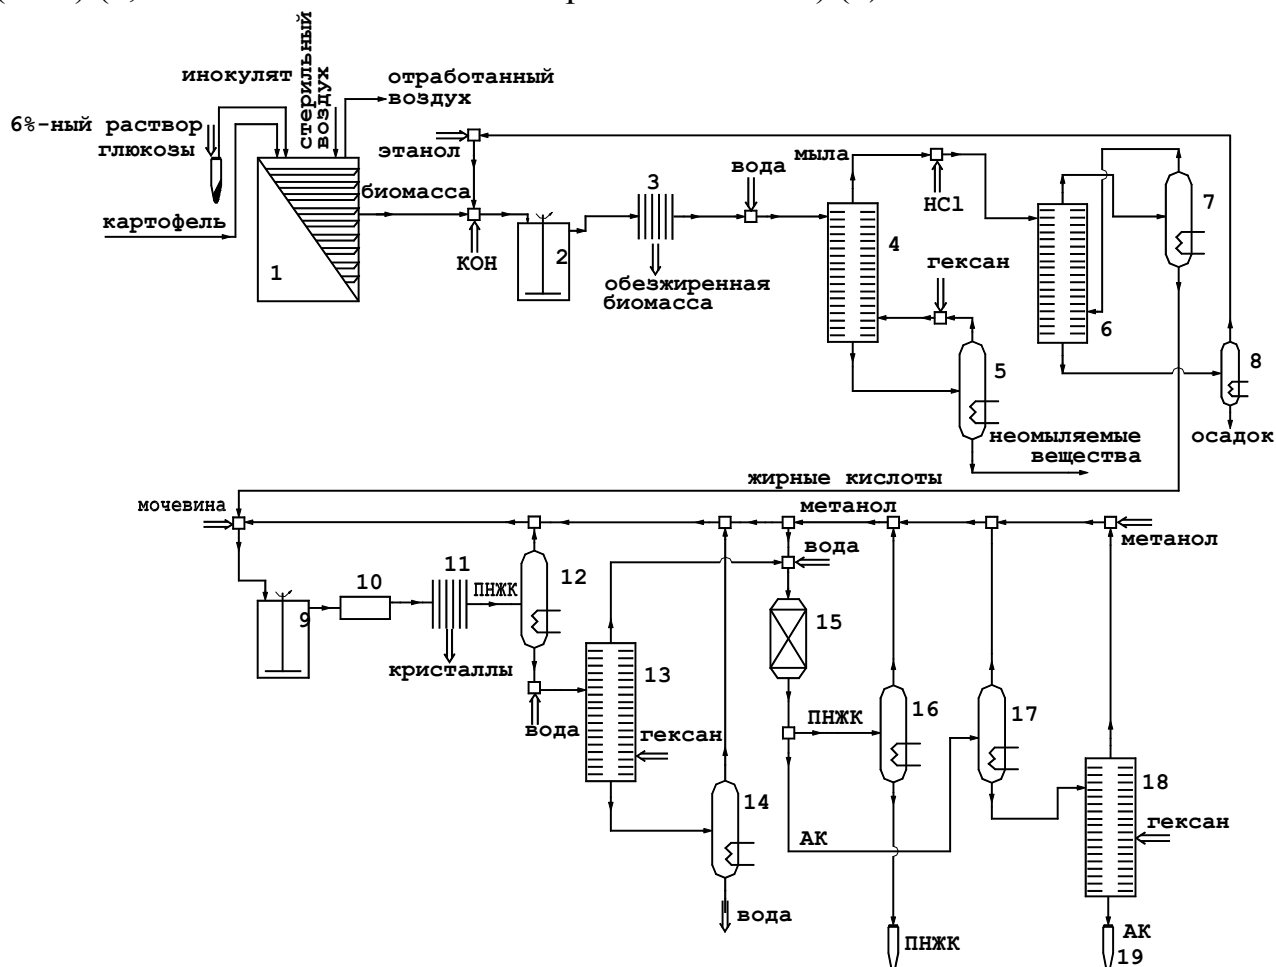 инокулят
стерильный
воздух
отработанный
воздух
6%-ный раствор
глюкозы
этанол
картофель
биомасса
КОН
1
2
3
обезжиренная
биомасса
вода
мыла
HCl
4
гексан
5
6
7
8
неомыляемые
вещества
осадок
жирные кислоты
мочевина
метанол
вода
метанол
9
10
11
ПНЖК
12
кристаллы
вода
13
гексан
14
вода
15
ПНЖК
16
17
АК
18
гексан
ПНЖК
АК
19